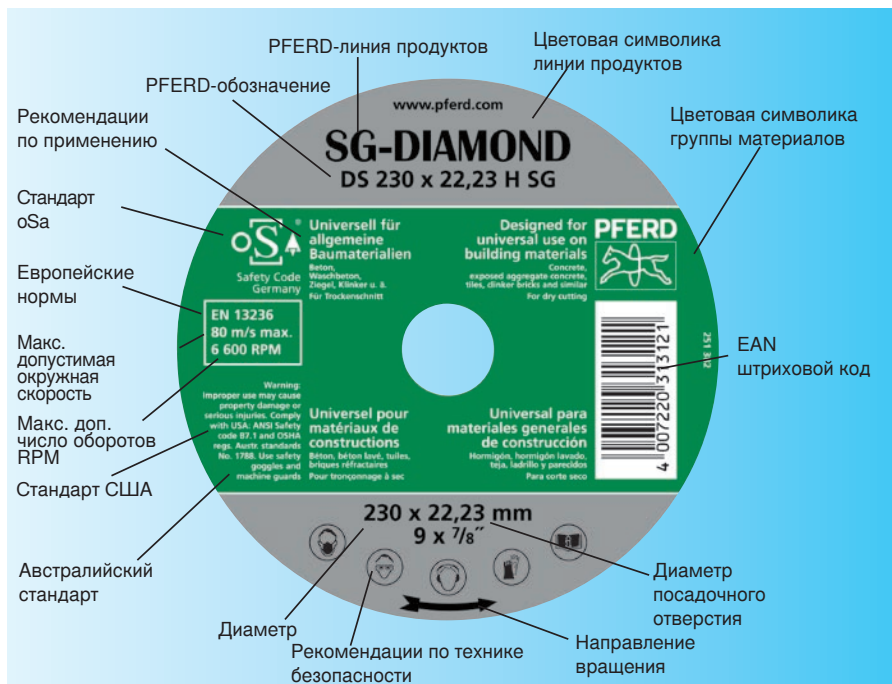 PFERD-линия продуктов
Цветовая символика
линии продуктов
PFERD-обозначение
Рекомендации
по применению
Цветовая символика
группы материалов
Стандарт
oSa
Европейские
нормы
Макс.
допустимая
окружная
скорость
Макс. доп.
число оборотов
RPM
Стандарт США
Австралийский
стандарт
www.pferd.com
SG-DIAMOND
DS 230 x 22,23 H SG
oS
®
Safety Code
Germany
Universell für
allgemeine
Baumaterialien
Beton,
Waschbeton,
Ziegel, Klinker u. ä.
Für Trockenschnitt
Designed for
universal use on
building materials
Concrete,
exposed aggregate concrete,
tiles, clinker bricks and similar
For dry cutting
PFERD
EN 13236
80 m/s max.
6 600 RPM
Warning:
Improper use may cause
property damage or
serious injuries. Comply
with USA: ANSI Safety
code B7.1 and OSHA
regs. Austr. standards
No. 1788. Use safety
goggles and
machine guards
Universel pour
matériaux de
constructions
Béton, béton lavé, tuiles,
briques réfractaires
Pour tronçonnage à sec
Universal para
materiales generales
de construcción
Hormigón, hormigón lavado,
teja, ladrillo y parecidos
Para corte seco
4 007220 313121
251 312
EAN
штриховой код
230 x 22,23 mm
9 x 7/8″
Диаметр
Рекомендации по технике
безопасности
Диаметр
посадочного
отверстия
Направление
вращения